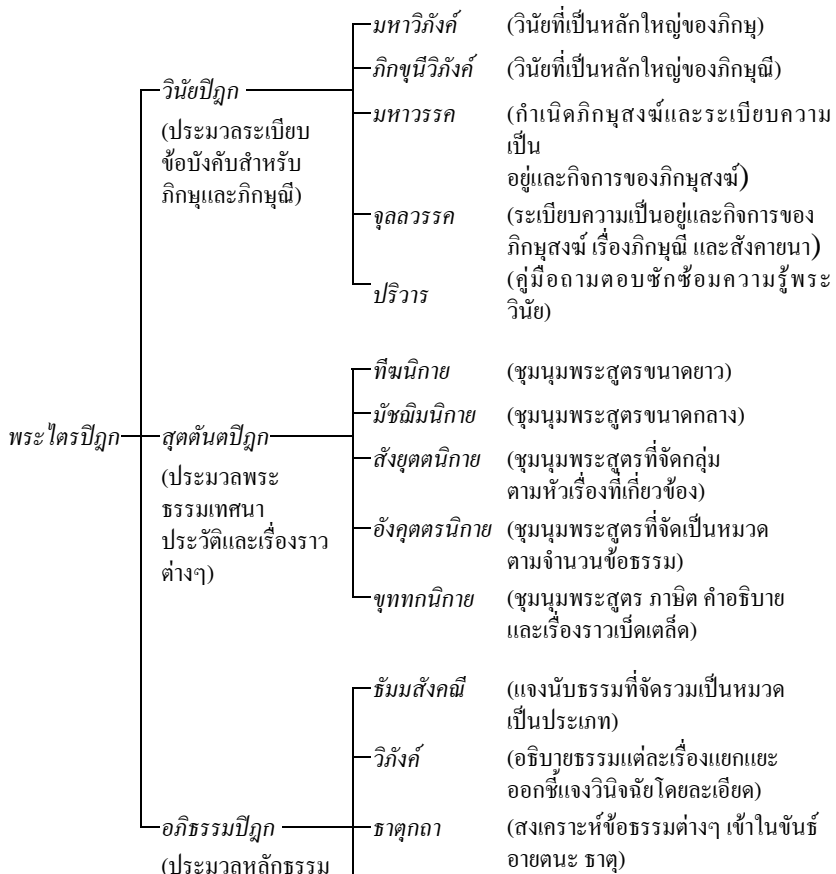 มหาวิภังค์ (วินัยที่เป็นหลักใหญ่ของภิกษุ)
ภิกขุนีวิภังค์ (วินัยที่เป็นหลักใหญ่ของภิกษุณี)
วินัยปิฎก
(ประมวลระเบียบ
ข้อบังคับสำหรับ
ภิกษุและภิกษุณี)
มหาวรรค (กำเนิดภิกษุสงฆ์และระเบียบความ
เป็น
อยู่และกิจการของภิกษุสงฆ์)
จุลลวรรค (ระเบียบความเป็นอยู่และกิจการของ
ภิกษุสงฆ์ เรื่องภิกษุณี และสังคายนา)
ปริวาร (คู่มือถามตอบซักซ้อมความรู้พระ
วินัย)
พระไตรปิฎก
สุตตันตปิฎก
(ประมวลพระ
ธรรมเทศนา
ประวัติและเรื่องราว
ต่างๆ)
ทีฆนิกาย (ชุมนุมพระสูตรขนาดยาว)
มัชฌิมนิกาย (ชุมนุมพระสูตรขนาดกลาง)
สังยุตตนิกาย (ชุมนุมพระสูตรที่จัดกลุ่ม
ตามหัวเรื่องที่เกี่ยวข้อง)
อังคุตตรนิกาย (ชุมนุมพระสูตรที่จัดเป็นหมวด
ตามจำนวนข้อธรรม)
ขุททกนิกาย (ชุมนุมพระสูตร ภาษิต คำอธิบาย
และเรื่องราวเบ็ดเตล็ด)
อภิธรรมปิฎก
(ประมวลหลักธรรม
ธัมมสังคณี (แจงนับธรรมที่จัดรวมเป็นหมวด
เป็นประเภท)
วิภังค์ (อธิบายธรรมแต่ละเรื่องแยกแยะ
ออกชี้แจงวินิจฉัยโดยละเอียด)
ธาตุกถา (สงเคราะห์ข้อธรรมต่างๆ เข้าในขันธ์
อายตนะ ธาตุ)